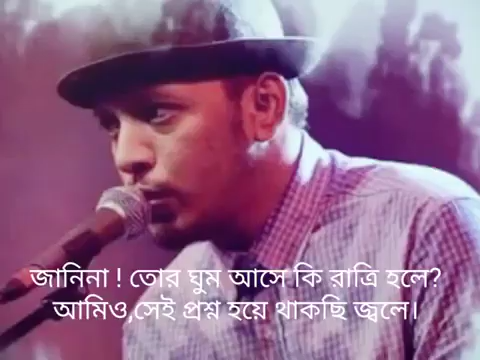 জানিনা ! তোর ঘুম আসে কি রাত্রি হলে?
আমিও,সেই প্রশ্ন হয়ে থাকছি জ্বলে।